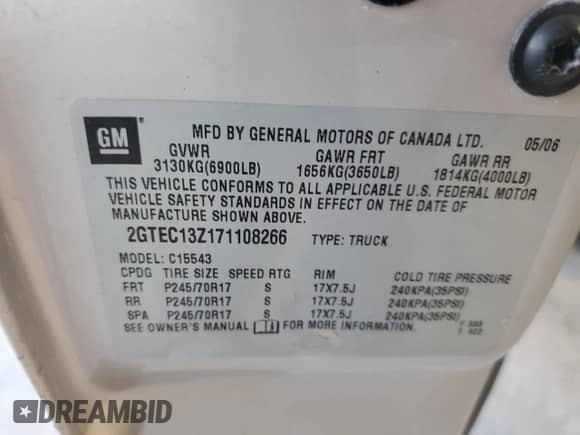 GM
MFD BY GENERAL MOTORS OF CANADA LTD. 05/06
GVWR GAWR FRT GAWR RR
3130KG(6900LB) 1656KG(3650LB) 1814KG(4000LB)
THIS VEHICLE CONFORMS TO ALL APPLICABLE U.S. FEDERAL MOTOR
VEHICLE SAFETY STANDARDS IN EFFECT ON THE DATE OF
MANUFACTURE SHOWN ABOVE.
2GTEC13Z171108266 TYPE: TRUCK
MODEL: C15543
CPDG TIRE SIZE SPEED RTG RIM COLD TIRE PRESSURE
FRT P245/70R17 S 17X7.5J 240KPA(35PSI)
RR P245/70R17 S 17X7.5J 240KPA(35PSI)
SPA P245/70R17 S 17X7.5J 240KPA(35PSI)
SEE OWNER'S MANUAL FOR MORE INFORMATION.
DREAMBID